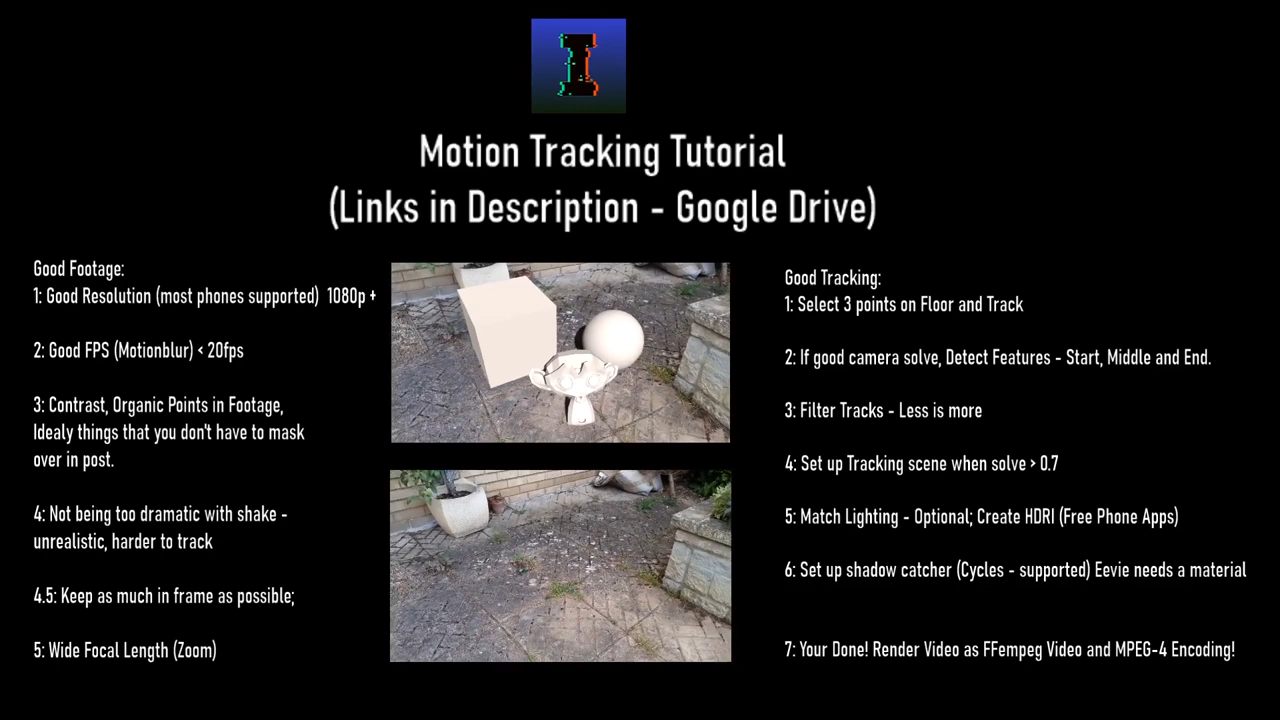 Motion Tracking Tutorial
(Links in Description - Google Drive)
Good Footage:
1: Good Resolution (most phones supported)  1080p +
2: Good FPS (Motionblur) < 20fps
3: Contrast, Organic Points in Footage,
Idealy things that you don't have to mask
over in post.
4: Not being too dramatic with shake -
unrealistic, harder to track
4.5: Keep as much in frame as possible;
5: Wide Focal Length (Zoom)
Good Tracking:
1: Select 3 points on Floor and Track
2: If good camera solve, Detect Features - Start, Middle and End.
3: Filter Tracks - Less is more
4: Set up Tracking scene when solve > 0.7
5: Match Lighting - Optional; Create HDRI (Free Phone Apps)
6: Set up shadow catcher (Cycles - supported) Eevie needs a material
7: Your Done! Render Video as FFempeg Video and MPEG-4 Encoding!